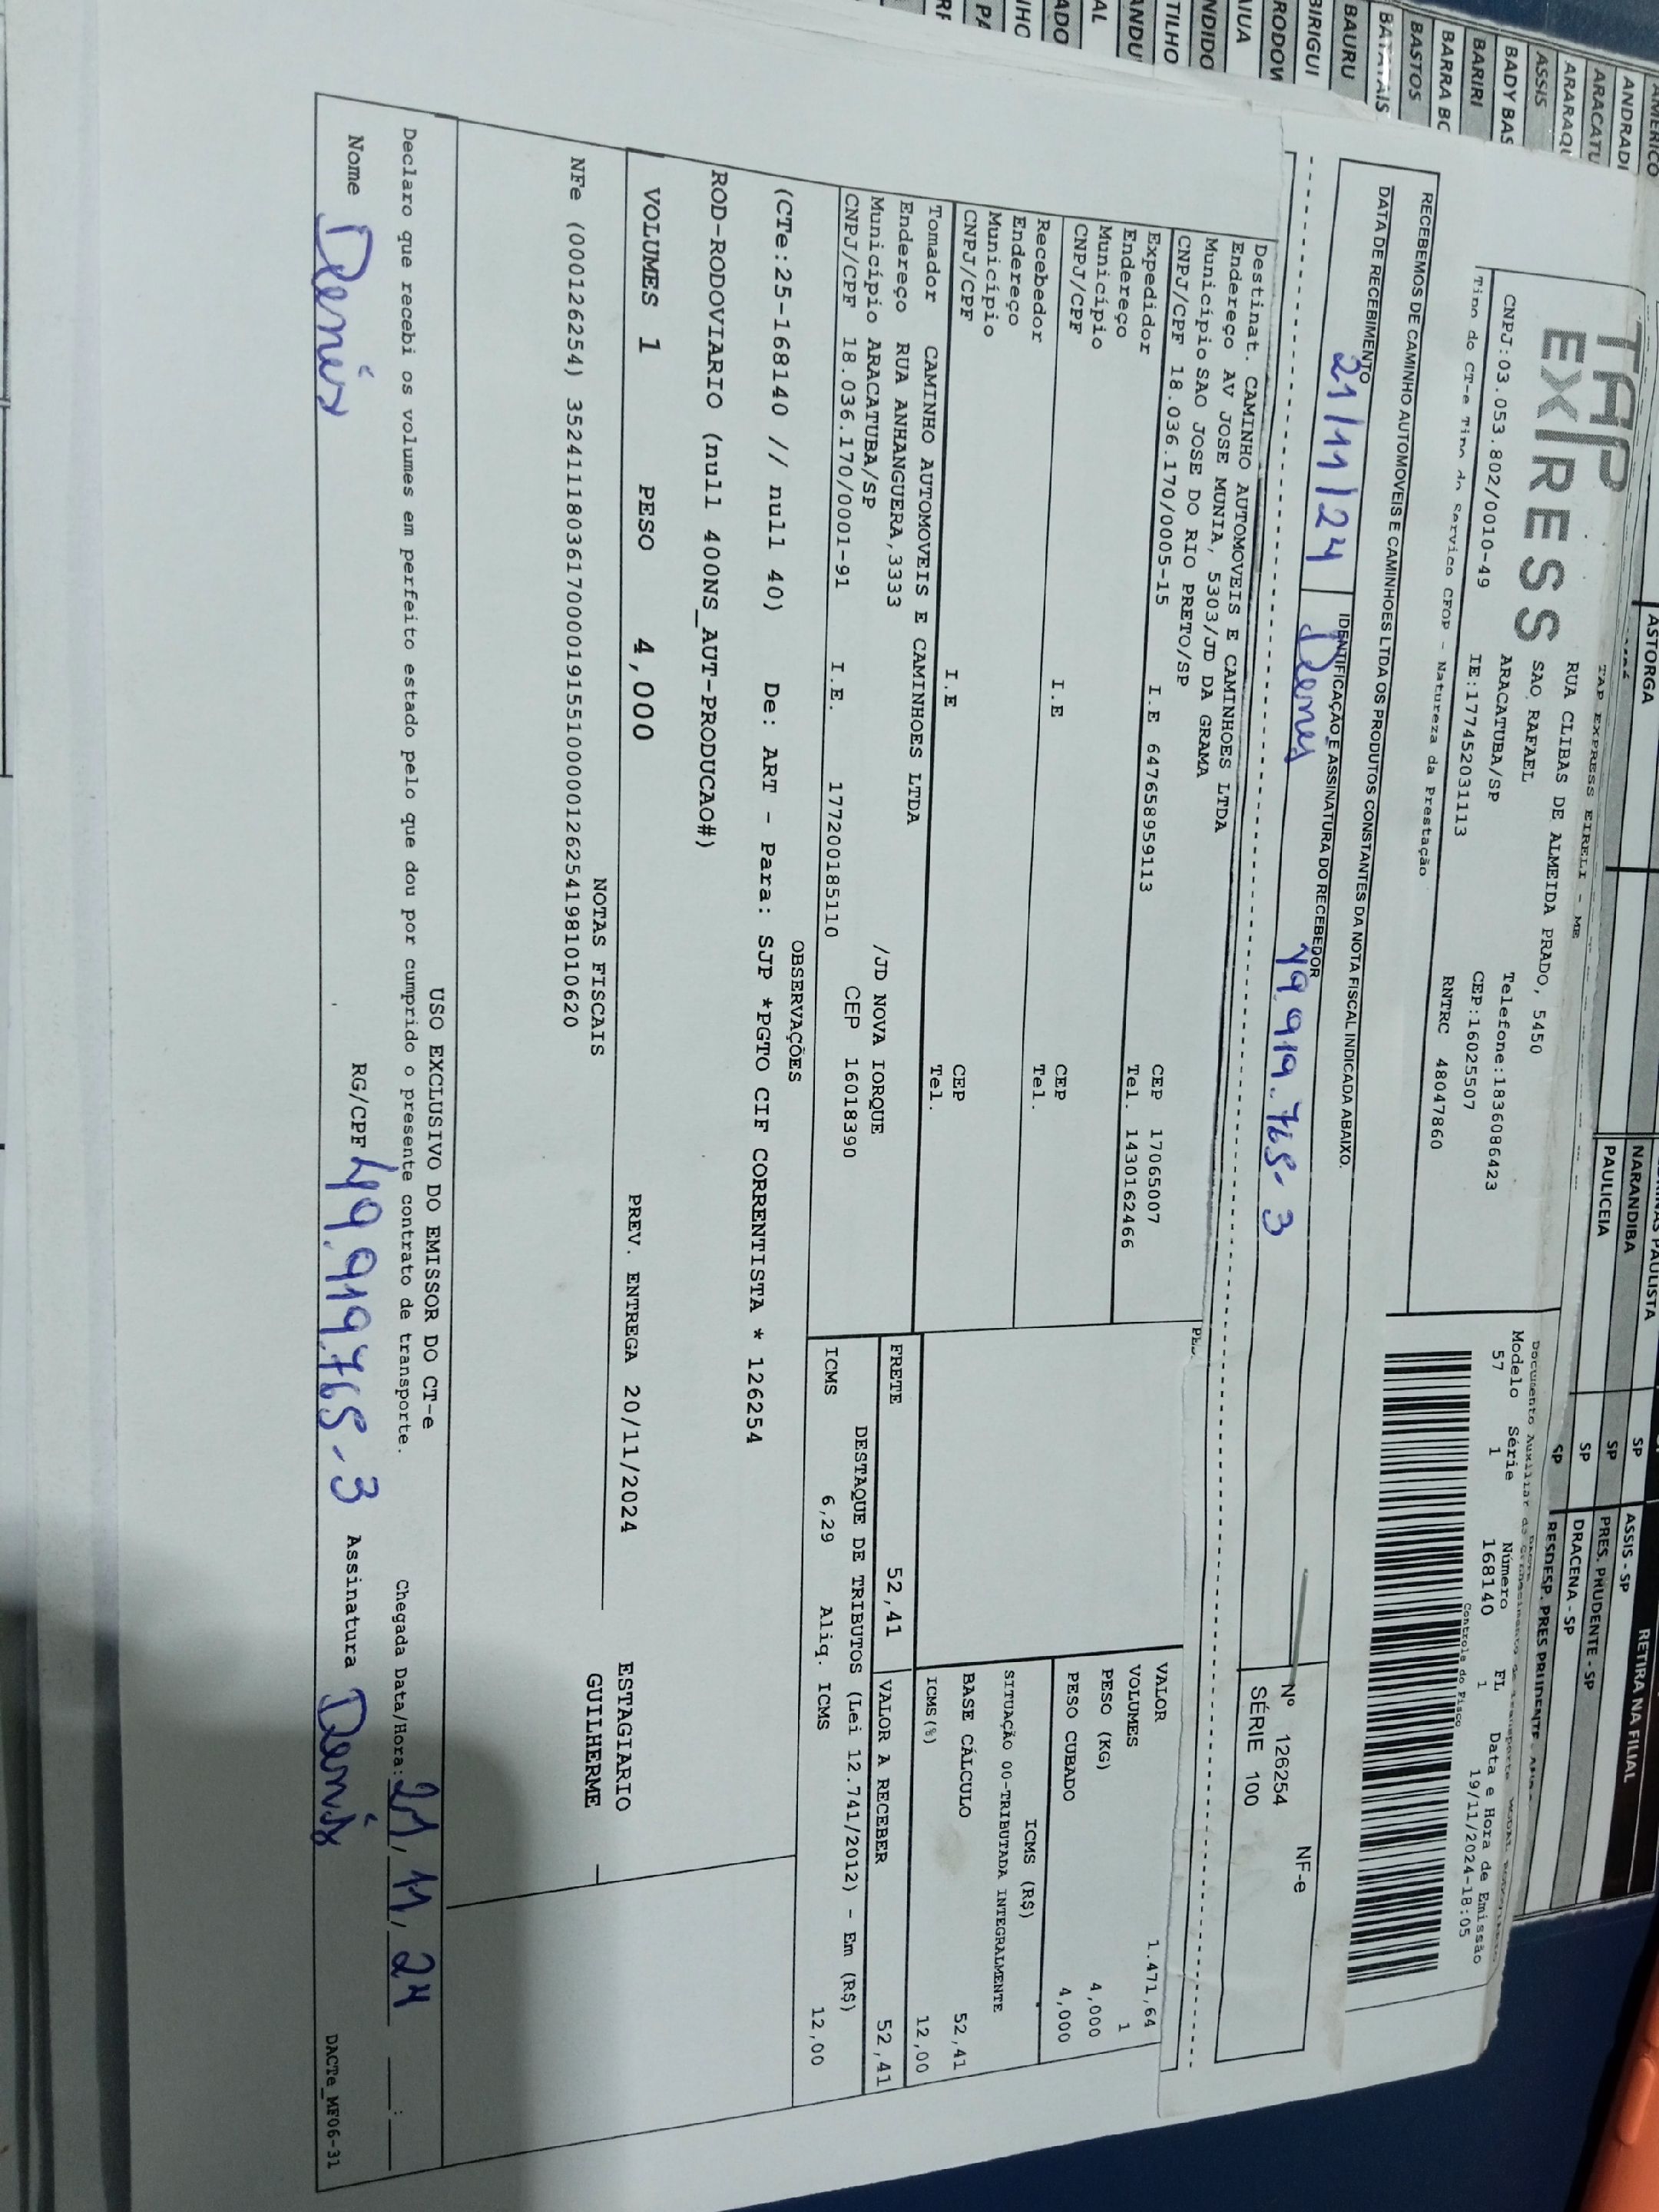 TAP
EXPRESS
TAP EXPRESS EIRELI - ME
RUA CLIBAS DE ALMEIDA PRADO, 5450
SAO RAFAEL
ARACATUBA/SP
Telefone:1836086423
CNPJ:03.053.802/0010-49
IE:177452031113
CEP:16025507
RNTRC 48047860
Tipo do CT-e Tipo do Serviço CFOP - Natureza da Prestação
Modelo Série Número FL Data e Hora de Emissão
57 1 168140 1 19/11/2024-18:05
Controle do Fisco
RECEBEMOS DE CAMINHO AUTOMOVEIS E CAMINHOES LTDA OS PRODUTOS CONSTANTES DA NOTA FISCAL INDICADA ABAIXO.
DATA DE RECEBIMENTO
IDENTIFICAÇÃO E ASSINATURA DO RECEBEDOR
21/11/24 Denis 49.919.765-3
NF-e
Nº 126254
SÉRIE 100
Destinat. CAMINHO AUTOMOVEIS E CAMINHOES LTDA
Endereço AV JOSE MUNIA, 5303/JD DA GRAMA
Município SAO JOSE DO RIO PRETO/SP
CEP 17065007
CNPJ/CPF 18.036.170/0005-15 I.E 647658959113
Tel. 1430162466
Expedidor
Endereço
Município
CEP
CNPJ/CPF
I.E
Tel.
Recebedor
Endereço
Município
CEP
CNPJ/CPF
I.E
Tel.
Tomador CAMINHO AUTOMOVEIS E CAMINHOES LTDA
Endereço RUA ANHANGUERA,3333
/JD NOVA IORQUE
Município ARACATUBA/SP
CEP 16018390
CNPJ/CPF 18.036.170/0001-91 I.E. 177200185110
VALOR 1.471,64
VOLUMES 1
PESO (KG) 4,000
PESO CUBADO 4,000
ICMS (R$)
SITUAÇÃO 00-TRIBUTADA INTEGRALMENTE
BASE CÁLCULO 52,41
ICMS(%) 12,00
FRETE 52,41
VALOR A RECEBER 52,41
DESTAQUE DE TRIBUTOS (Lei 12.741/2012) - Em (R$)
ICMS 6,29 Aliq. ICMS 12,00
OBSERVAÇÕES
(CTe:25-168140 // null 40) De: ART - Para: SJP *PGTO CIF CORRENTISTA * 126254
ROD-RODOVIARIO (null 400NS_AUT-PRODUCAO#)
VOLUMES 1 PESO 4,000 PREV. ENTREGA 20/11/2024
ESTAGIARIO
GUILHERME
NOTAS FISCAIS
NFe (000126254) 35241118036170000191551000001262541981010620
USO EXCLUSIVO DO EMISSOR DO CT-e
Declaro que recebi os volumes em perfeito estado pelo que dou por cumprido o presente contrato de transporte.
Chegada Data/Hora: 21/11/24
Nome Denis RG/CPF 49.919.765-3 Assinatura Denis
DACTe_MF06-31
ANDRADI
ASSIS
BADY BAS
BARIRI
BARRA BO
BASTOS
BATATAIS
BAURU
BIRIGUI
ASTORGA
NARANDIBA
PAULICEIA
SP
SP
SP
SP
RETIRA NA FILIAL
ASSIS - SP
PRES. PRUDENTE - SP
DRACENA - SP